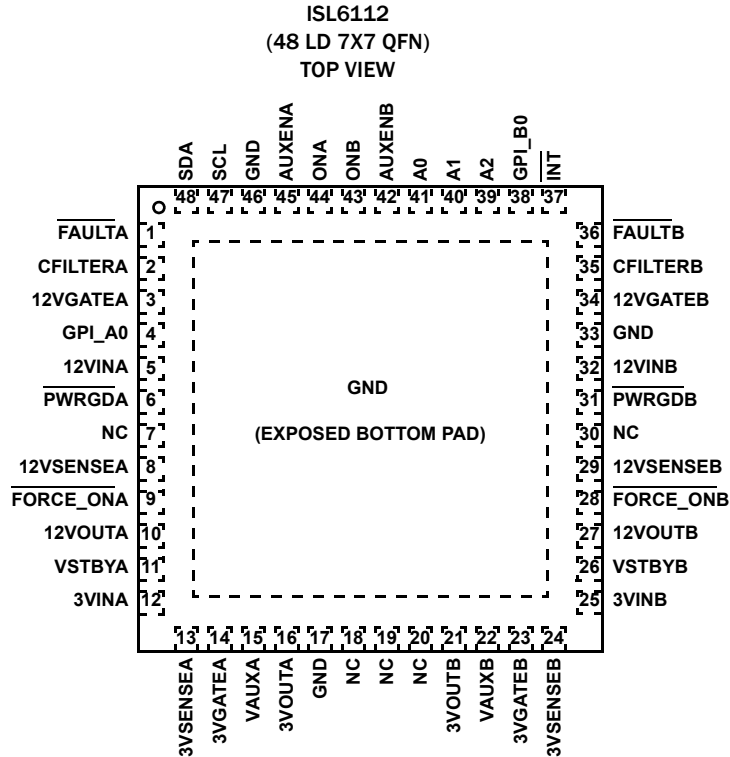 ISL6112
(48 LD 7X7 QFN)
TOP VIEW
SDA
SCL
GND
AUXENA
ONA
ONB
AUXENB
A0
A1
A2
GPI_B0
INT
48 47 46 45 44 43 42 41 40 39 38 37
FAULTA 1
CFILTERA 2
12VGATEA 3
GPI_A0 4
12VINA 5
PWRGDA 6
NC 7
12VSENSEA 8
FORCE_ONA 9
12VOUTA 10
VSTBYA 11
3VINA 12
GND
(EXPOSED BOTTOM PAD)
36 FAULTB
35 CFILTERB
34 12VGATEB
33 GND
32 12VINB
31 PWRGDB
30 NC
29 12VSENSEB
28 FORCE_ONB
27 12VOUTB
26 VSTBYB
25 3VINB
13 14 15 16 17 18 19 20 21 22 23 24
3VSENSEA
3VGATEA
VAUXA
3VOUTA
GND
NC
NC
NC
3VOUTB
VAUXB
3VGATEB
3VSENSEB